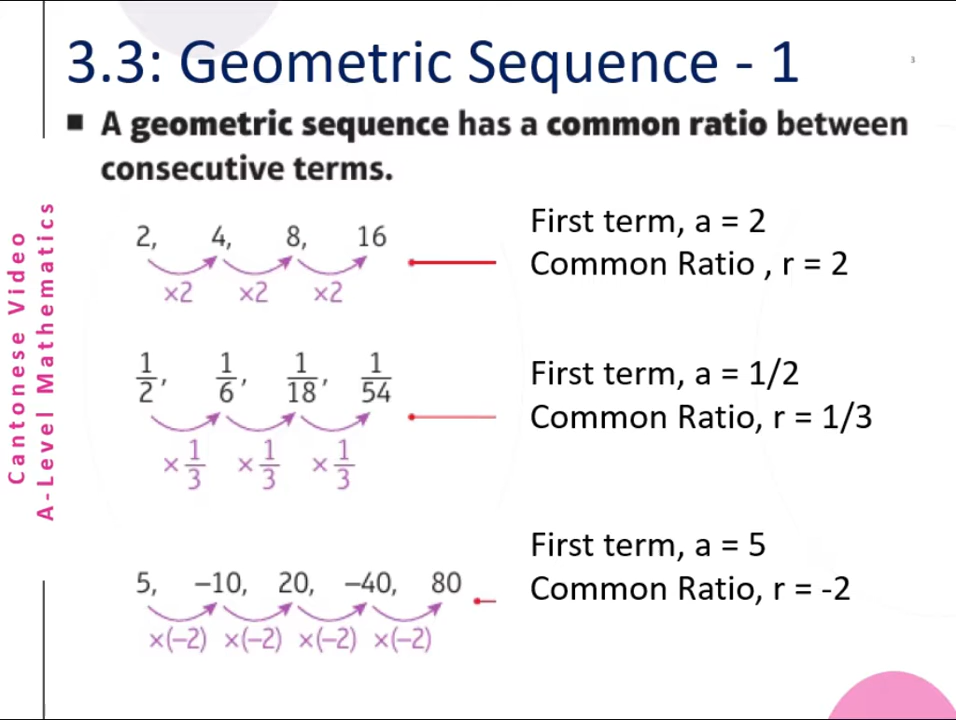 3.3: Geometric Sequence - 1
3
■ A geometric sequence has a common ratio between
consecutive terms.
2, 4, 8, 16
×2 ×2 ×2
First term, a = 2
Common Ratio , r = 2
1/2, 1/6, 1/18, 1/54
×1/3 ×1/3 ×1/3
First term, a = 1/2
Common Ratio, r = 1/3
5, –10, 20, –40, 80
×(–2) ×(–2) ×(–2) ×(–2)
First term, a = 5
Common Ratio, r = -2
Cantonese Video
A-Level Mathematics